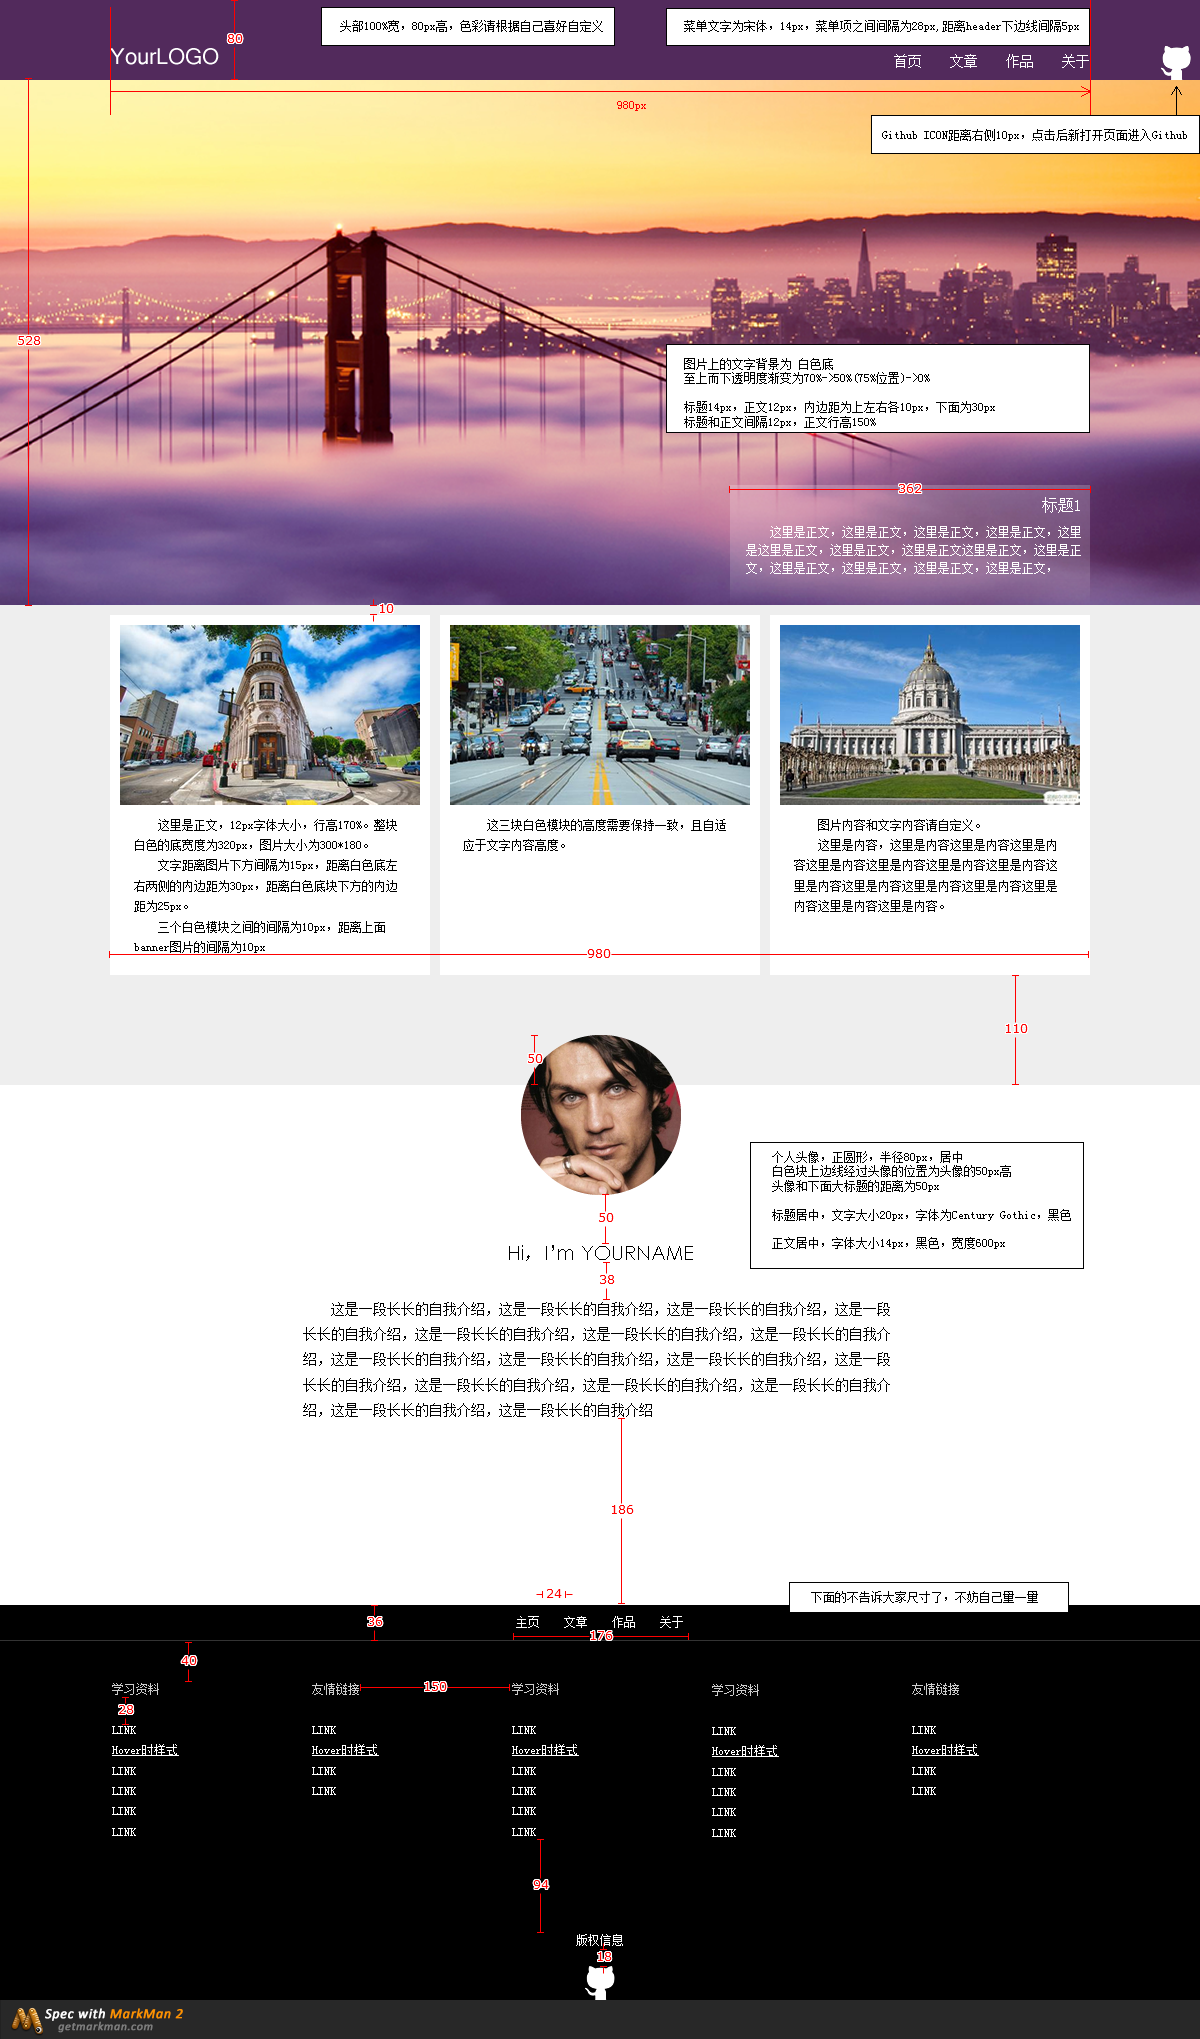 头部100%宽，80px高，色彩请根据自己喜好自定义
菜单文字为宋体，14px，菜单项之间间隔为28px，距离header下边线间隔5px
80
YourLOGO
首页
文章
作品
关于
980px
Github ICON距离右侧10px，点击后新打开页面进入Github
528
图片上的文字背景为 白色底
至上而下透明度渐变为70%->50%(75%位置)->0%
标题14px，正文12px，内边距为上左右各10px，下面为30px
标题和正文间隔12px，正文行高150%
362
标题1
这里是正文，这里是正文，这里是正文，这里是正文，这里
是这里是正文，这里是正文，这里是正文这里是正文，这里是正
文，这里是正文，这里是正文，这里是正文，这里是正文，
10
这里是正文，12px字体大小，行高170%。整块
白色的底宽度为320px，图片大小为300*180。
文字距离图片下方间隔为15px，距离白色底左
右两侧的内边距为30px，距离白色底块下方的内边
距为25px。
三个白色模块之间的间隔为10px，距离上面
banner图片的间隔为10px
这三块白色模块的高度需要保持一致，且自适
应于文字内容高度。
图片内容和文字内容请自定义。
这里是内容，这里是内容这里是内容这里是内
容这里是内容这里是内容这里是内容这里是内容这
里是内容这里是内容这里是内容这里是内容这里是
内容这里是内容这里是内容。
980
110
50
个人头像，正圆形，半径80px，居中
白色块上边线经过头像的位置为头像的50px高
头像和下面大标题的距离为50px
标题居中，文字大小20px，字体为Century Gothic，黑色
正文居中，字体大小14px，黑色，宽度600px
50
Hi，I'm YOURNAME
38
这是一段长长的自我介绍，这是一段长长的自我介绍，这是一段长长的自我介绍，这是一段
长长的自我介绍，这是一段长长的自我介绍，这是一段长长的自我介绍，这是一段长长的自我介
绍，这是一段长长的自我介绍，这是一段长长的自我介绍，这是一段长长的自我介绍，这是一段
长长的自我介绍，这是一段长长的自我介绍，这是一段长长的自我介绍，这是一段长长的自我介
绍，这是一段长长的自我介绍，这是一段长长的自我介绍
186
24
下面的不告诉大家尺寸了，不妨自己量一量
36
主页
文章
作品
关于
176
40
学习资料
28
LINK
Hover时样式
LINK
LINK
LINK
LINK
友情链接
150
LINK
Hover时样式
LINK
LINK
学习资料
LINK
Hover时样式
LINK
LINK
LINK
LINK
学习资料
LINK
Hover时样式
LINK
LINK
LINK
LINK
友情链接
LINK
Hover时样式
LINK
LINK
94
版权信息
18
Spec with MarkMan 2
getmarkman.com